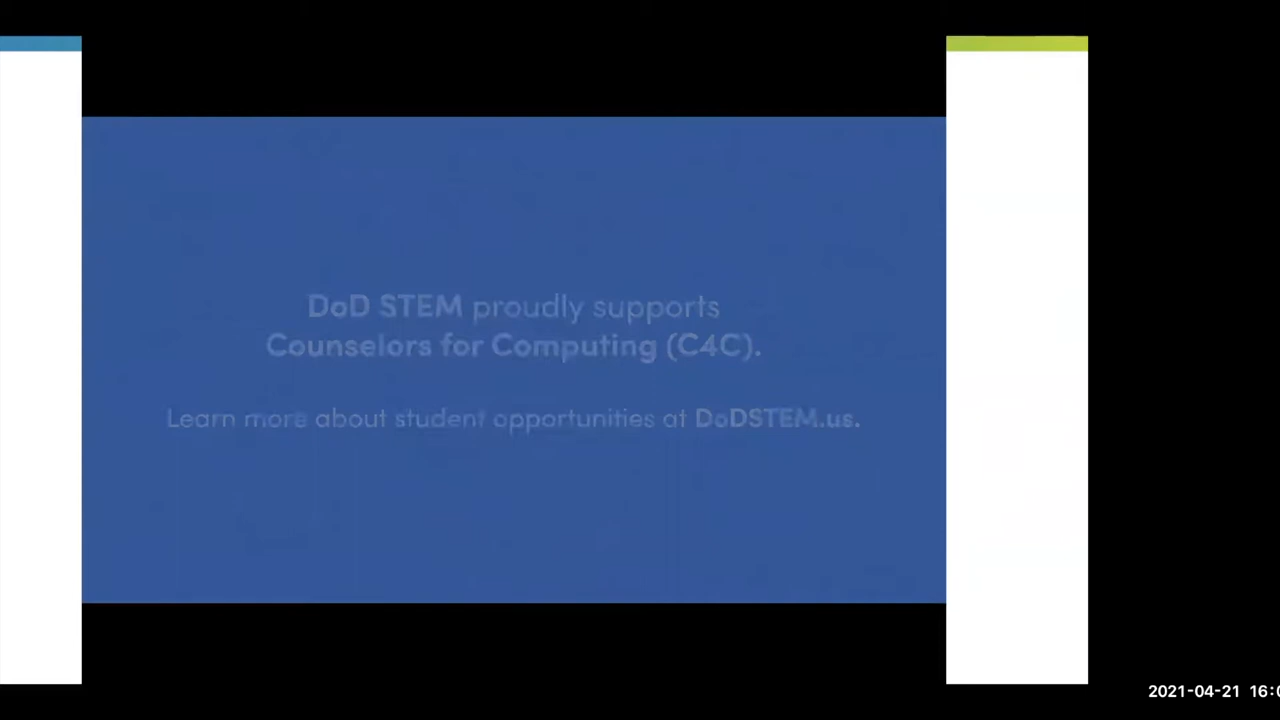 DoD STEM proudly supports
Counselors for Computing (C4C).
Learn more about student opportunities at DoDSTEM.us.
2021-04-21 16:0